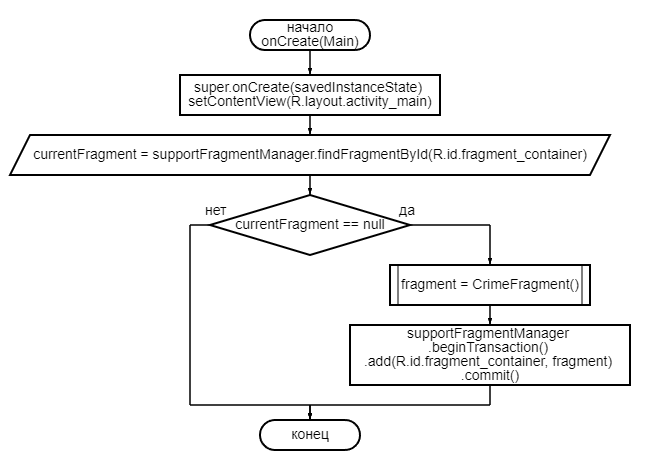 начало
onCreate(Main)
super.onCreate(savedInstanceState)
setContentView(R.layout.activity_main)
currentFragment = supportFragmentManager.findFragmentById(R.id.fragment_container)
нет
да
currentFragment == null
fragment = CrimeFragment()
supportFragmentManager
.beginTransaction()
.add(R.id.fragment_container, fragment)
.commit()
конец